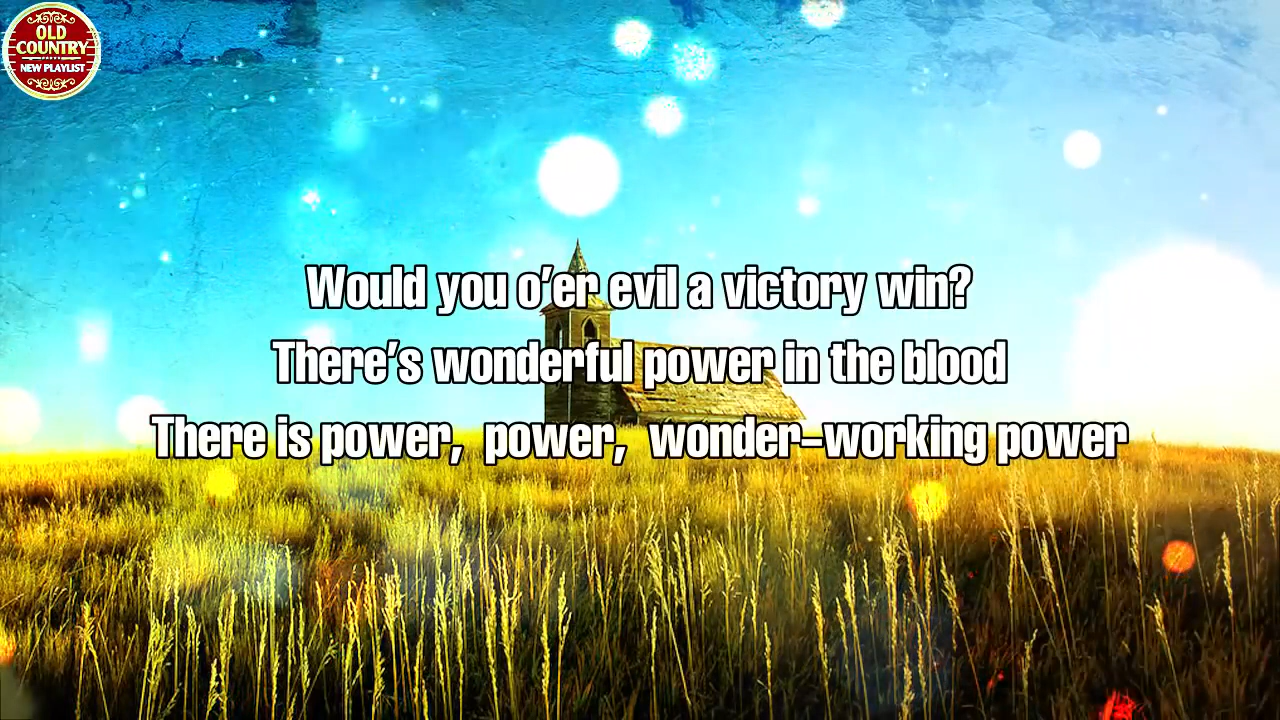 OLD
COUNTRY
NEW PLAYLIST
Would you o'er evil a victory win?
There's wonderful power in the blood
There is power, power, wonder-working power